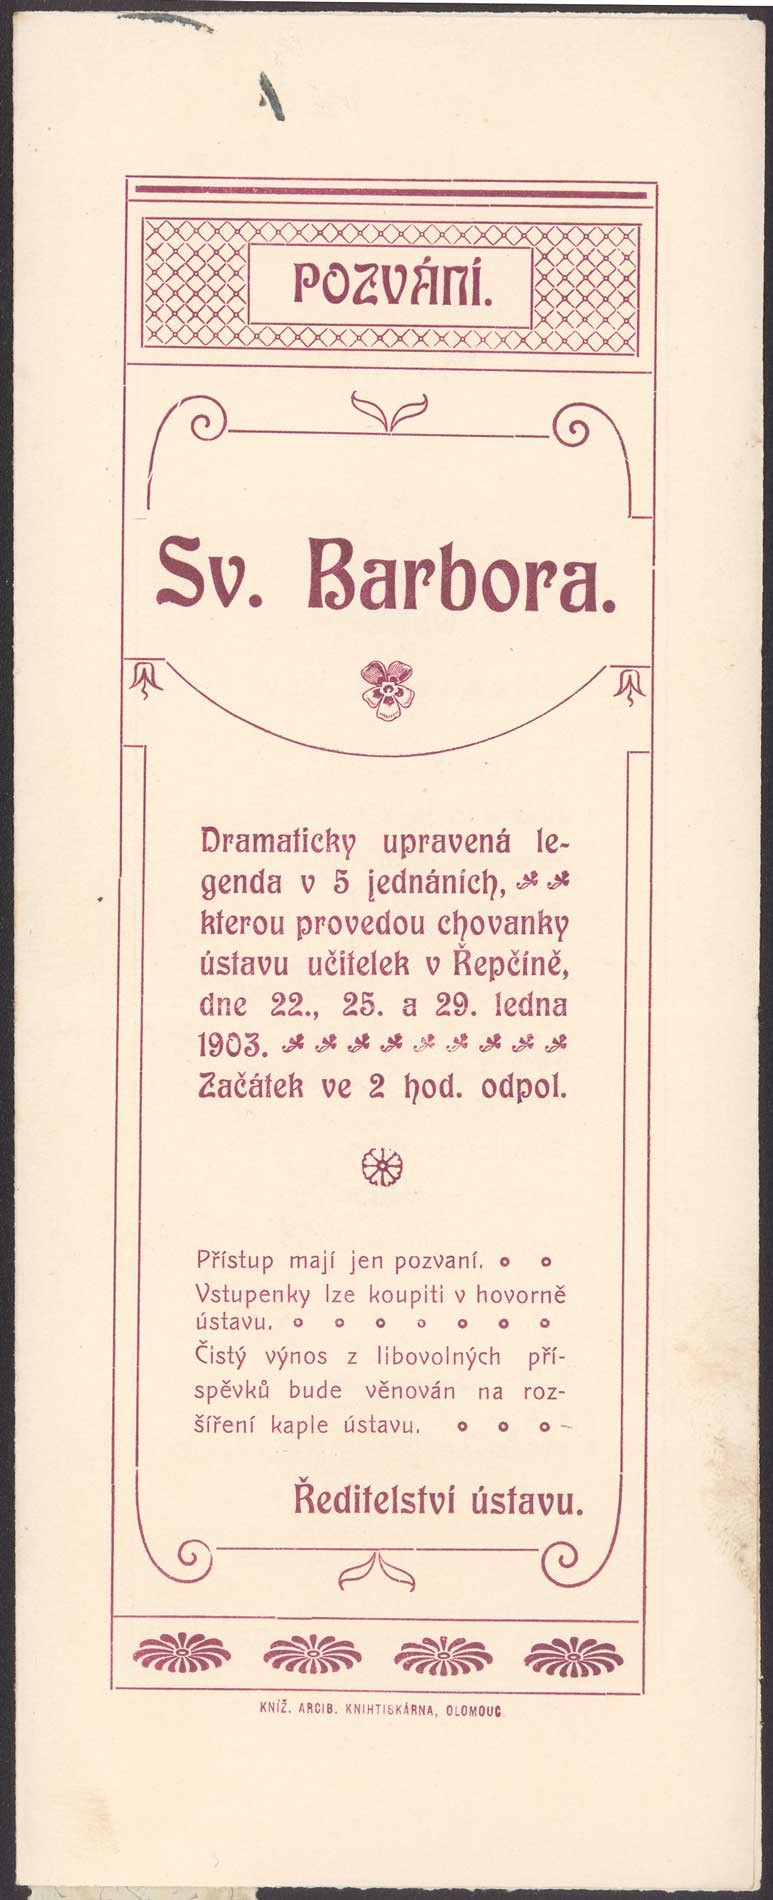 POZVÁNÍ.
Sv. Barbora.
Dramaticky upravená le-
genda v 5 jednáních,
kterou provedou chovanky
ústavu učitelek v Řepčíně,
dne 22., 25. a 29. ledna
1903.
Začátek ve 2 hod. odpol.
Přístup mají jen pozvaní.
Vstupenky lze koupiti v hovorně
ústavu.
Čistý výnos z libovolných pří-
spěvků bude věnován na roz-
šíření kaple ústavu.
Ředitelství ústavu.
KNÍŽ. ARCIB. KNIHTISKÁRNA, OLOMOUC.